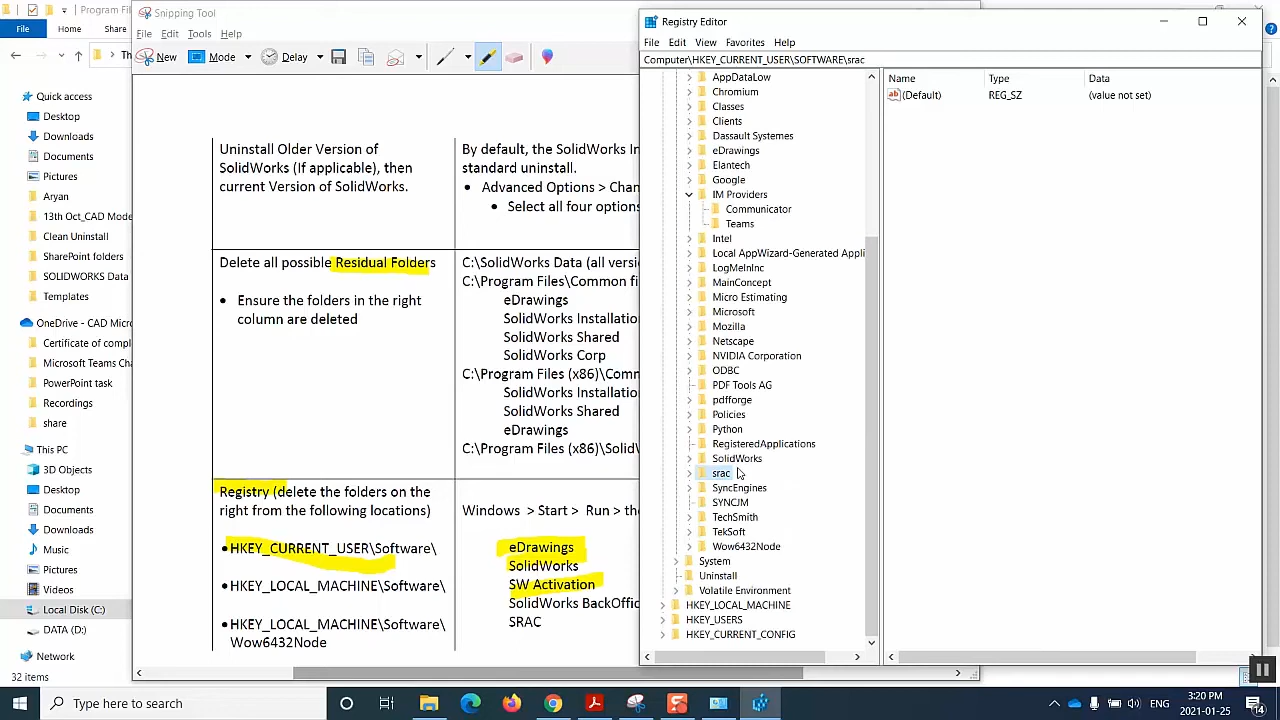 Program File
File
Home
Share
Quick access
Desktop
Downloads
Documents
Pictures
Aryan
13th Oct_CAD Mode
Clean Uninstall
SharePoint folders
SOLIDWORKS Data
Templates
OneDrive - CAD Micro
Certificate of compl
Microsoft Teams Cha
PowerPoint task
Recordings
share
This PC
3D Objects
Desktop
Documents
Downloads
Music
Pictures
Videos
Local Disk (C:)
DATA (D:)
Network
32 items
Snipping Tool
File Edit Tools Help
New Mode Delay
Uninstall Older Version of
SolidWorks (If applicable), then
current Version of SolidWorks.
By default, the SolidWorks In
standard uninstall.
• Advanced Options > Chan
• Select all four options
Delete all possible Residual Folders
• Ensure the folders in the right
column are deleted
C:\SolidWorks Data (all versi
C:\Program Files\Common fi
eDrawings
SolidWorks Installatio
SolidWorks Shared
SolidWorks Corp
C:\Program Files (x86)\Comm
SolidWorks Installatio
SolidWorks Shared
eDrawings
C:\Program Files (x86)\SolidW
Registry (delete the folders on the
right from the following locations)
•HKEY_CURRENT_USER\Software\
•HKEY_LOCAL_MACHINE\Software\
•HKEY_LOCAL_MACHINE\Software\
Wow6432Node
Windows > Start > Run > the
eDrawings
SolidWorks
SW Activation
SolidWorks BackOffic
SRAC
Registry Editor
File Edit View Favorites Help
Computer\HKEY_CURRENT_USER\SOFTWARE\srac
AppDataLow
Chromium
Classes
Clients
Dassault Systemes
eDrawings
Elantech
Google
IM Providers
Communicator
Teams
Intel
Local AppWizard-Generated Appli
LogMeInInc
MainConcept
Micro Estimating
Microsoft
Mozilla
Netscape
NVIDIA Corporation
ODBC
PDF Tools AG
pdfforge
Policies
Python
RegisteredApplications
SolidWorks
srac
SyncEngines
SYNCJM
TechSmith
TekSoft
Wow6432Node
System
Uninstall
Volatile Environment
HKEY_LOCAL_MACHINE
HKEY_USERS
HKEY_CURRENT_CONFIG
Name Type Data
ab (Default) REG_SZ (value not set)
Type here to search
ENG
3:20 PM
2021-01-25